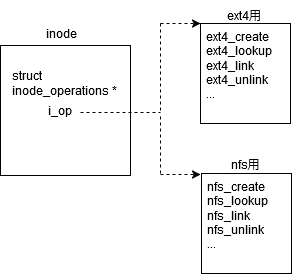 inode
struct
inode_operations *
i_op
ext4用
ext4_create
ext4_lookup
ext4_link
ext4_unlink
...
nfs用
nfs_create
nfs_lookup
nfs_link
nfs_unlink
...